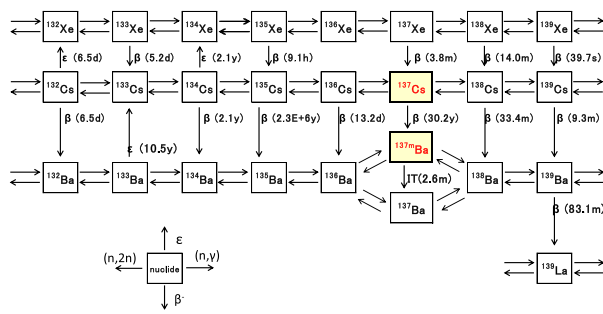 ¹³²Xe ¹³³Xe ¹³⁴Xe ¹³⁵Xe ¹³⁶Xe ¹³⁷Xe ¹³⁸Xe ¹³⁹Xe
ε (6.5d) β (5.2d) ε (2.1y) β (9.1h) β (3.8m) β (14.0m) β (39.7s)
¹³²Cs ¹³³Cs ¹³⁴Cs ¹³⁵Cs ¹³⁶Cs ¹³⁷Cs ¹³⁸Cs ¹³⁹Cs
β (6.5d) ε (10.5y) β (2.1y) β (2.3E+6y) β (13.2d) β (30.2y) β (33.4m) β (9.3m)
¹³⁷ᵐBa
¹³²Ba ¹³³Ba ¹³⁴Ba ¹³⁵Ba ¹³⁶Ba IT(2.6m) ¹³⁸Ba ¹³⁹Ba
¹³⁷Ba
β (83.1m)
ε
(n,2n) nuclide (n,γ)
β⁻
¹³⁹La